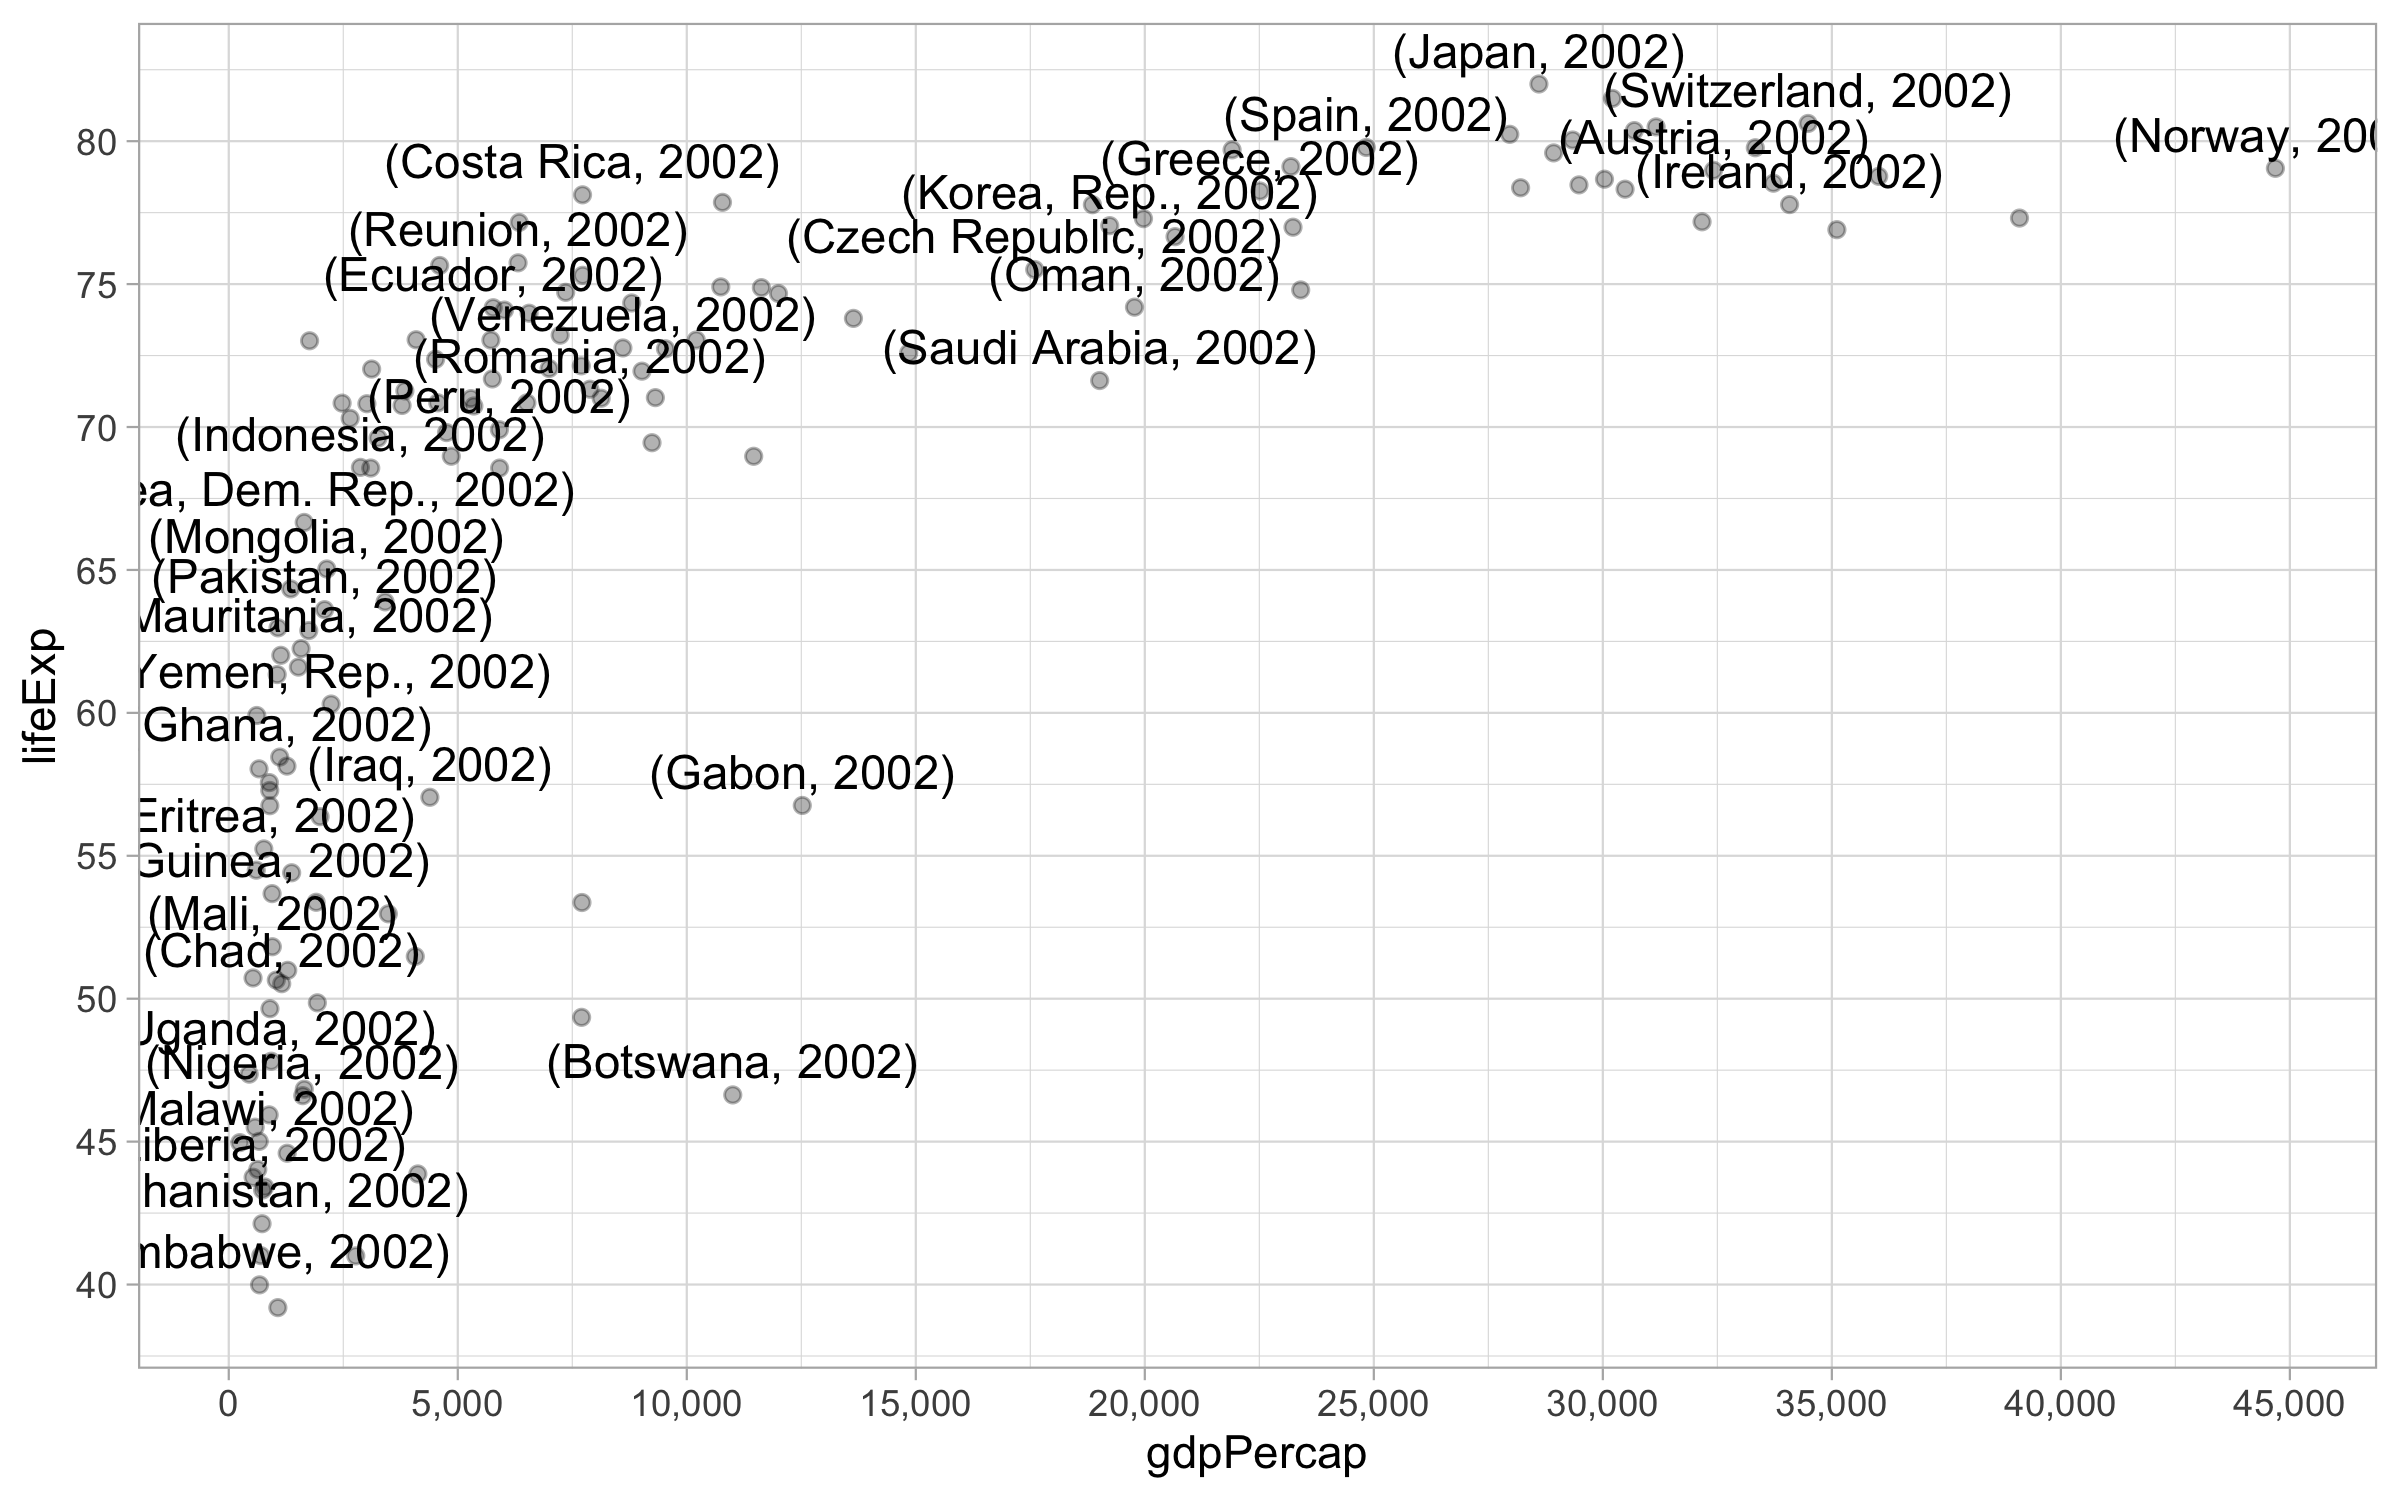 (Japan, 2002)
(Switzerland, 2002)
(Spain, 2002)
(Austria, 2002)
(Norway, 200
(Costa Rica, 2002)
(Greece, 2002)
(Ireland, 2002)
(Korea, Rep., 2002)
(Reunion, 2002)
(Czech Republic, 2002)
(Ecuador, 2002)
(Oman, 2002)
(Venezuela, 2002)
(Saudi Arabia, 2002)
(Romania, 2002)
(Peru, 2002)
(Indonesia, 2002)
ea, Dem. Rep., 2002)
(Mongolia, 2002)
(Pakistan, 2002)
Mauritania, 2002)
Yemen, Rep., 2002)
(Ghana, 2002)
(Iraq, 2002)
(Gabon, 2002)
Eritrea, 2002)
Guinea, 2002)
(Mali, 2002)
(Chad, 2002)
Uganda, 2002)
(Nigeria, 2002)
(Botswana, 2002)
Malawi, 2002)
iberia, 2002)
hanistan, 2002)
mbabwe, 2002)
80
75
70
65
60
55
50
45
40
lifeExp
0 5,000 10,000 15,000 20,000 25,000 30,000 35,000 40,000 45,000
gdpPercap